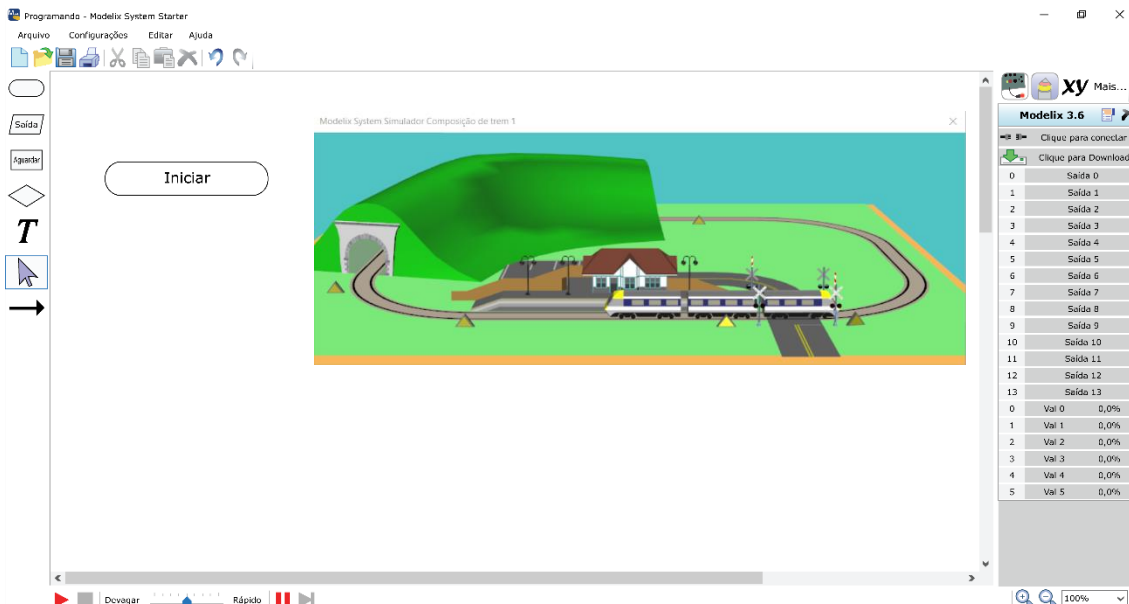 Programando - Modelix System Starter
Arquivo Configurações Editar Ajuda
Saída
Aguardar
T
Iniciar
Modelix System Simulador Composição de trem 1
xy Mais...
Modelix 3.6
Clique para conectar
Clique para Download
0 Saída 0
1 Saída 1
2 Saída 2
3 Saída 3
4 Saída 4
5 Saída 5
6 Saída 6
7 Saída 7
8 Saída 8
9 Saída 9
10 Saída 10
11 Saída 11
12 Saída 12
13 Saída 13
0 Val 0 0,0%
1 Val 1 0,0%
2 Val 2 0,0%
3 Val 3 0,0%
4 Val 4 0,0%
5 Val 5 0,0%
Devagar Rápido
100%